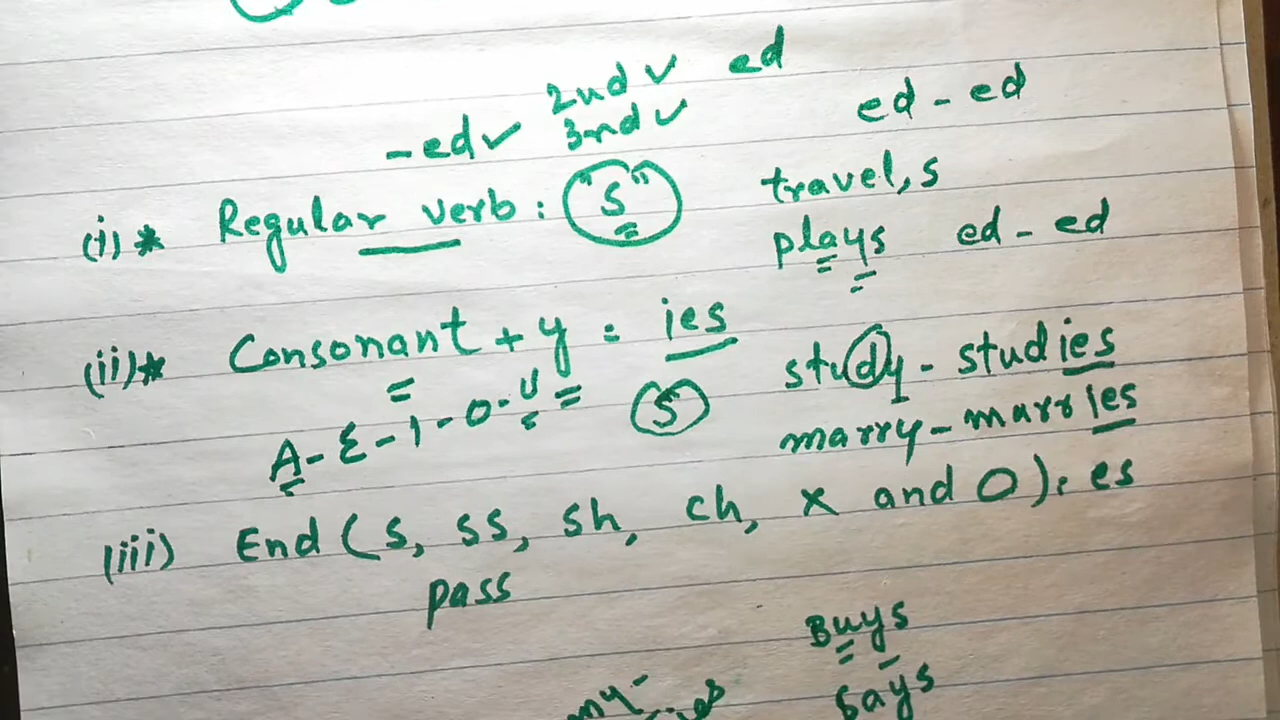 2nd ✓ ed
-ed ✓ 3rd ✓ ed - ed
(i)* Regular verb : "s" travel, s
plays ed - ed
(ii)* Consonant + y = ies
A - E - I - O - U (S) study - studies
marry - marries
(iii) End (s, ss, sh, ch, x and O) : es
pass
Buys
Says